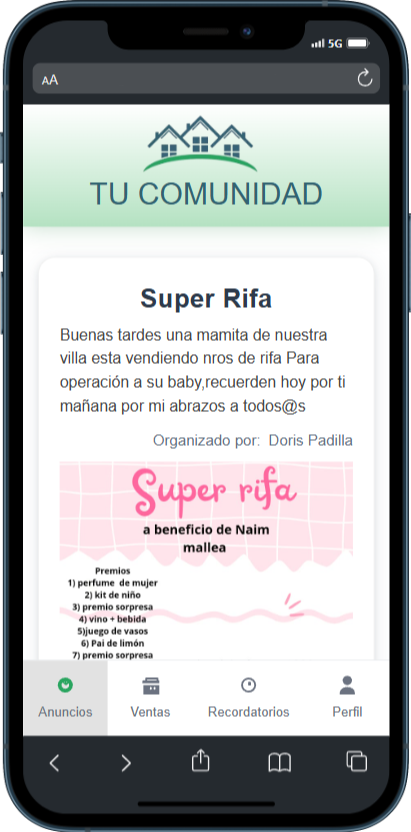 5G
AA
TU COMUNIDAD
Super Rifa
Buenas tardes una mamita de nuestra
villa esta vendiendo nros de rifa Para
operación a su baby,recuerden hoy por ti
mañana por mi abrazos a todos@s
Organizado por: Doris Padilla
Super rifa
a beneficio de Naim
mallea
Premios
1) perfume de mujer
2) kit de niño
3) premio sorpresa
4) vino + bebida
5)juego de vasos
6) Pai de limón
7) premio sorpresa
Anuncios Ventas Recordatorios Perfil